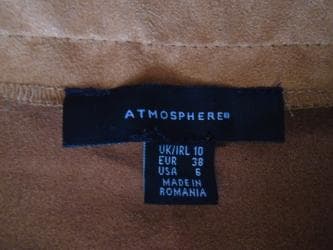 ATMOSPHERE®
UK/IRL 10
EUR 38
USA 6
MADE IN
ROMANIA